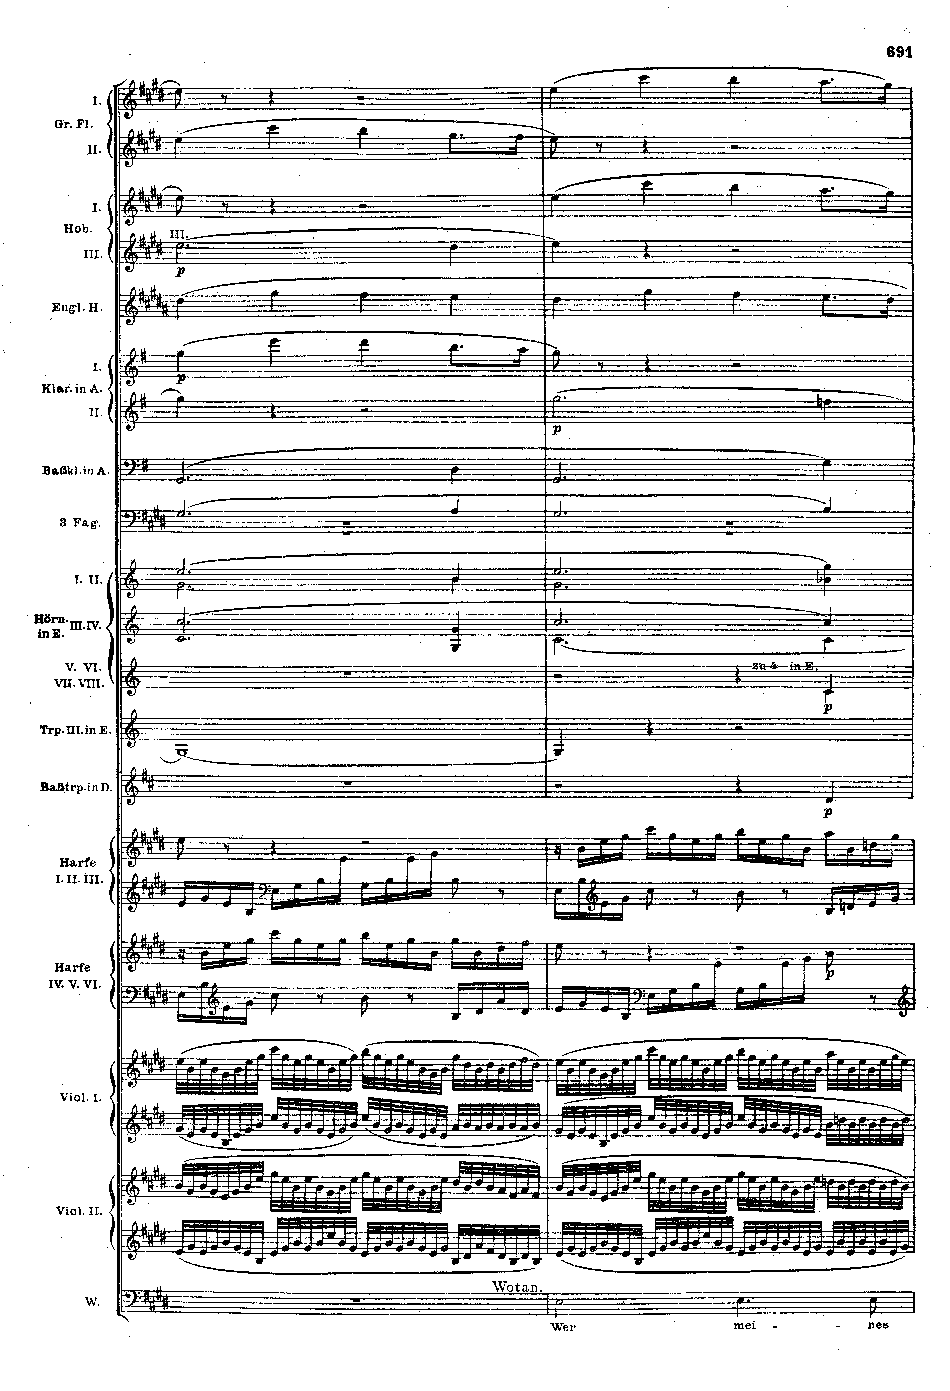 691
I.
Gr. Fl.
II.
I.
Hob.
III.
III.
p
Engl. H.
I.
p
Klar. in A.
II.
p
Baßkl. in A.
3 Fag.
I. II.
Hörn. in E.
III. IV.
V. VI.
VII. VIII.
zu 4 in E.
p
Trp. III. in E.
Baßtrp. in D.
p
Harfe
I. II. III.
Harfe
IV. V. VI.
p
Viol. I.
Viol. II.
Wotan.
W.
Wer mei - - nes